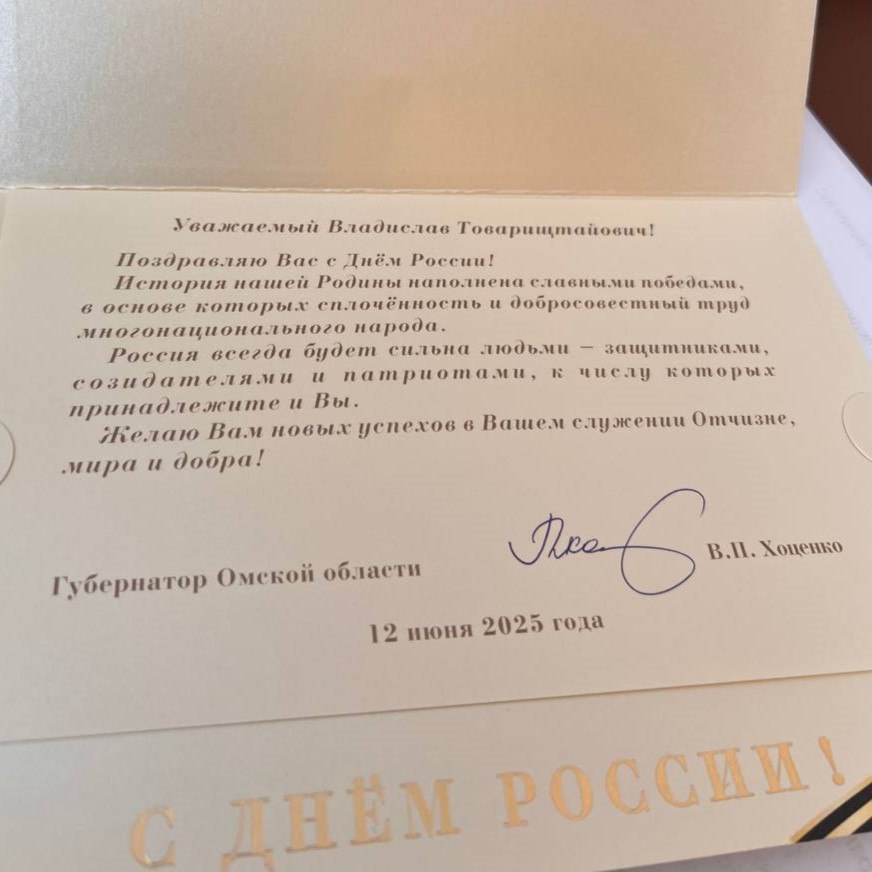 Уважаемый Владислав Товарищтайович!
Поздравляю Вас с Днём России!
История нашей Родины наполнена славными победами,
в основе которых сплочённость и добросовестный труд
многонационального народа.
Россия всегда будет сильна людьми – защитниками,
созидателями и патриотами, к числу которых
принадлежите и Вы.
Желаю Вам новых успехов в Вашем служении Отчизне,
мира и добра!
Губернатор Омской области
В.П. Хоценко
12 июня 2025 года
С ДНЁМ РОССИИ!